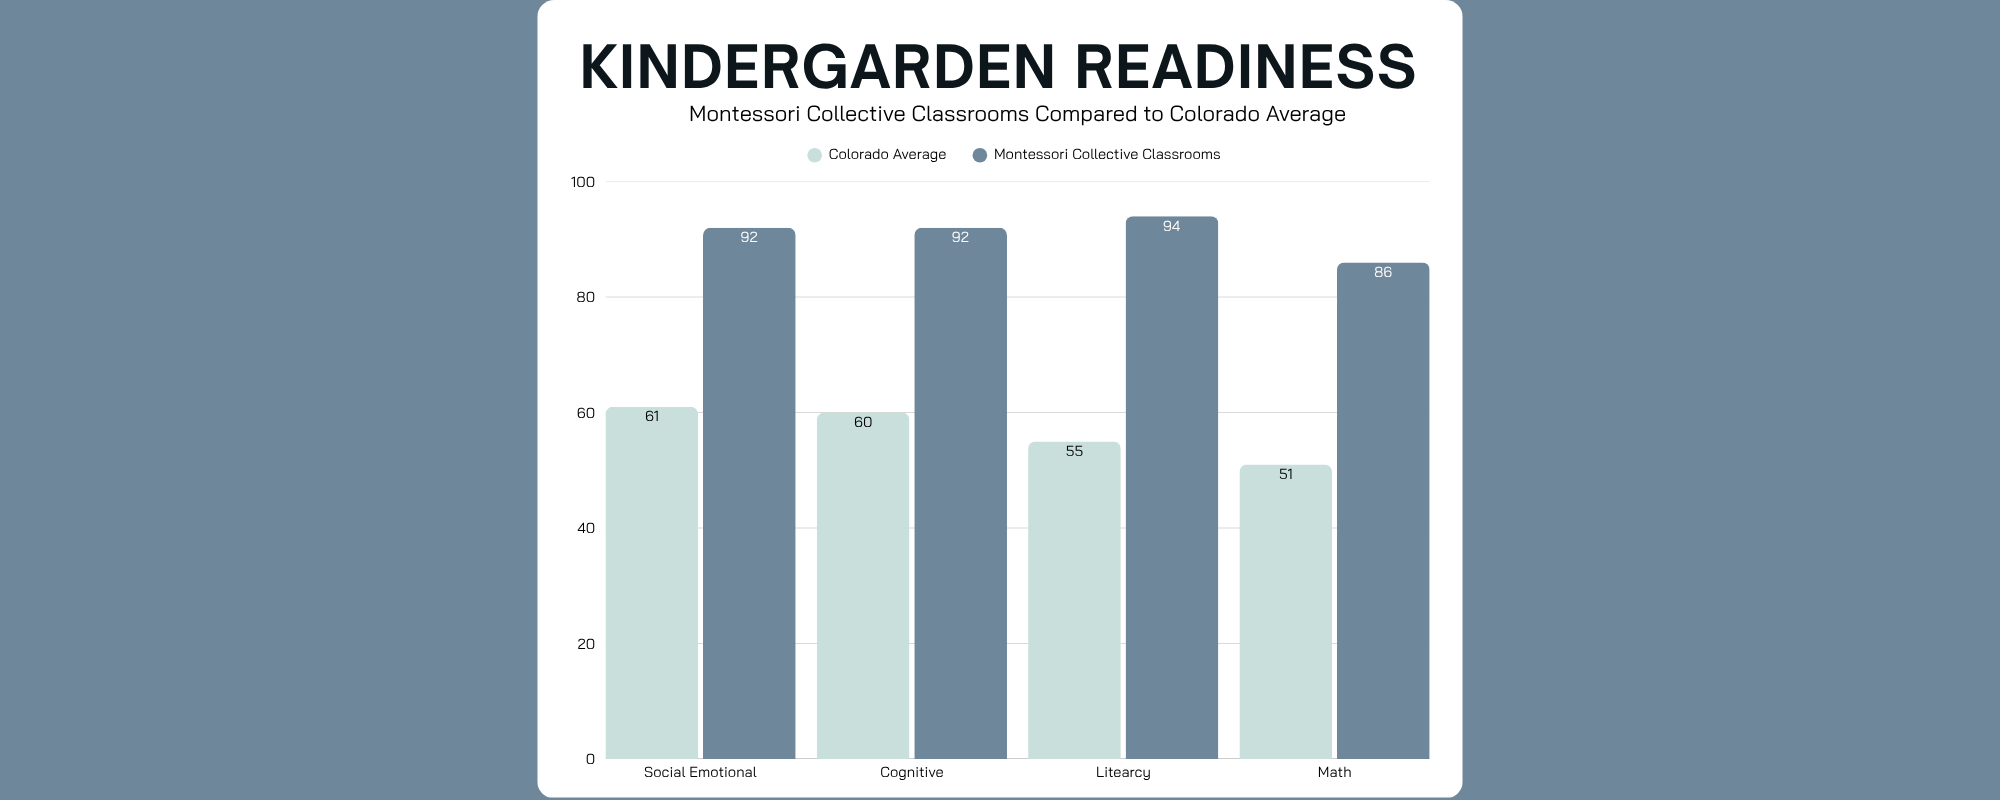 KINDERGARDEN READINESS
Montessori Collective Classrooms Compared to Colorado Average
Colorado Average Montessori Collective Classrooms
100
92 92 94
86
80
61
60
60
55
51
40
20
0
Social Emotional Cognitive Litearcy Math